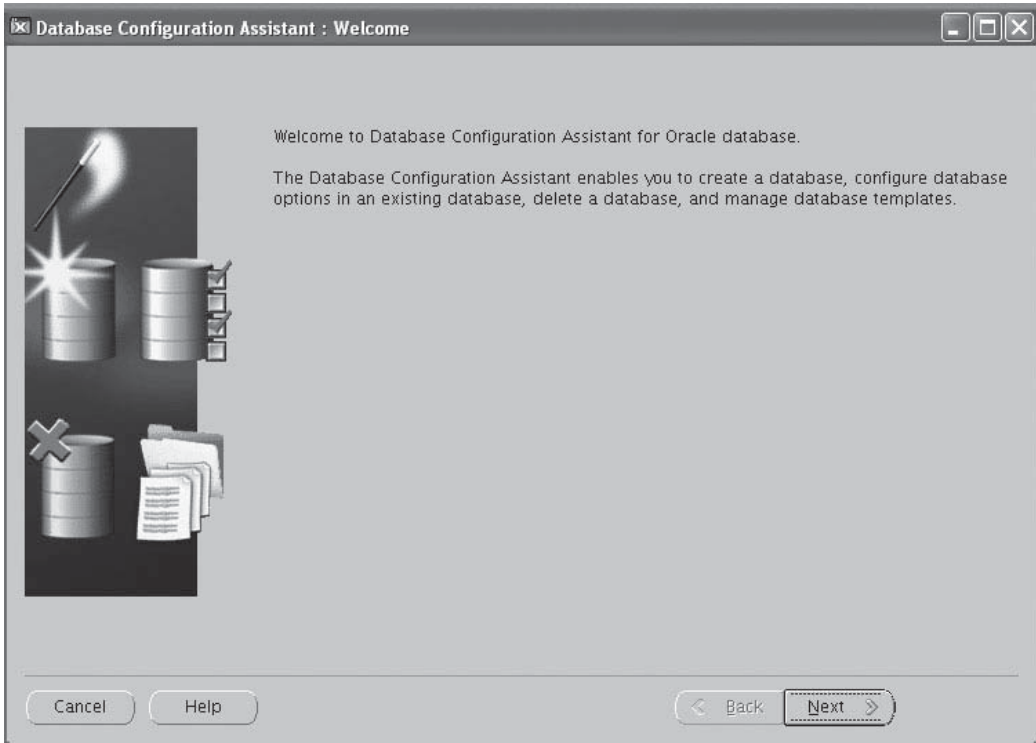 Database Configuration Assistant : Welcome
Welcome to Database Configuration Assistant for Oracle database.
The Database Configuration Assistant enables you to create a database, configure database
options in an existing database, delete a database, and manage database templates.
Cancel
Help
Back
Next